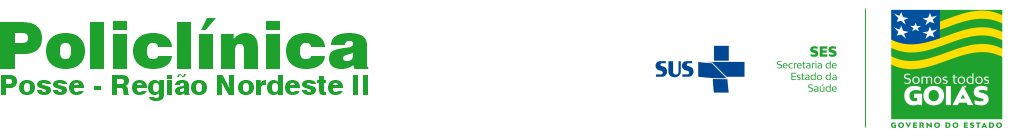 Policlínica
Posse - Região Nordeste II
SUS
SES
Secretaria de
Estado da
Saúde
Somos todos
GOIÁS
GOVERNO DO ESTADO